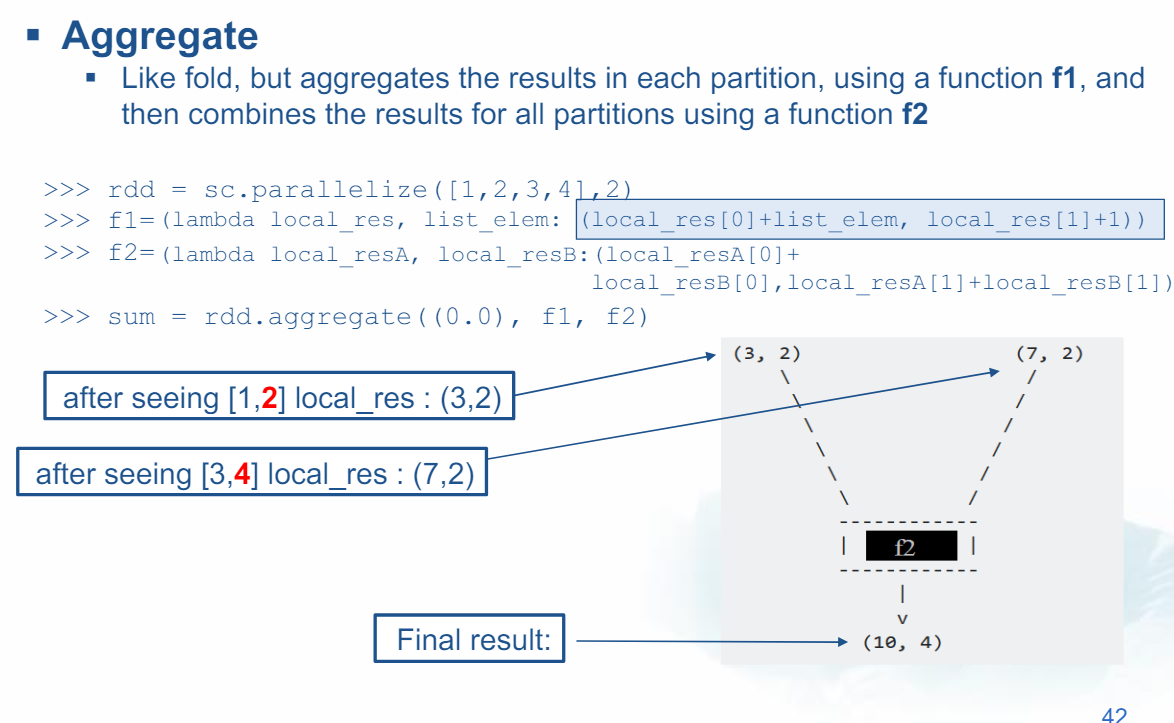 ▪ Aggregate
▪ Like fold, but aggregates the results in each partition, using a function f1, and
then combines the results for all partitions using a function f2
>>> rdd = sc.parallelize([1,2,3,4],2)
>>> f1=(lambda local_res, list_elem: (local_res[0]+list_elem, local_res[1]+1))
>>> f2=(lambda local_resA, local_resB:(local_resA[0]+
local_resB[0],local_resA[1]+local_resB[1])
>>> sum = rdd.aggregate((0.0), f1, f2)
(3, 2) (7, 2)
after seeing [1,2] local_res : (3,2)
after seeing [3,4] local_res : (7,2)
f2
Final result:
(10, 4)
42